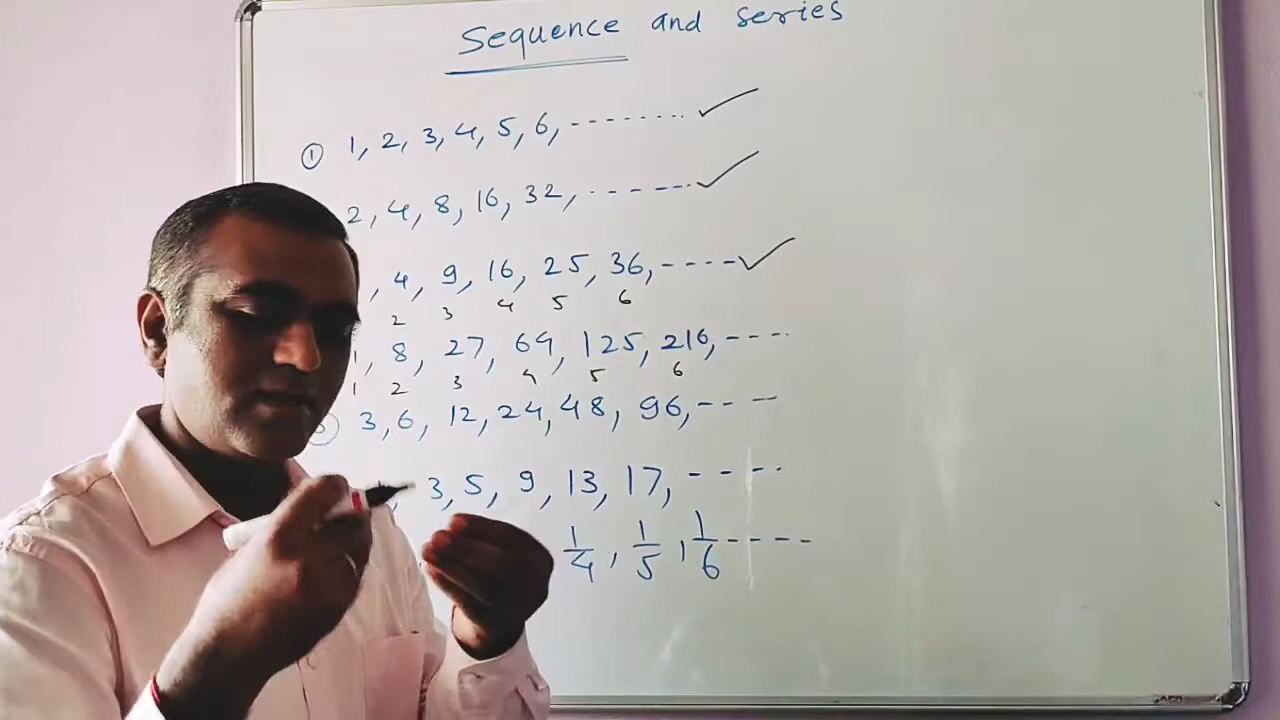 Sequence and series
① 1, 2, 3, 4, 5, 6, --------
2, 4, 8, 16, 32, ------
, 4, 9, 16, 25, 36, ----
2 3 4 5 6
1, 8, 27, 64, 125, 216, ----
1 2 3 4 5 6
3, 6, 12, 24, 48, 96, ---
, 3, 5, 9, 13, 17, ----
1/4, 1/5, 1/6 ----